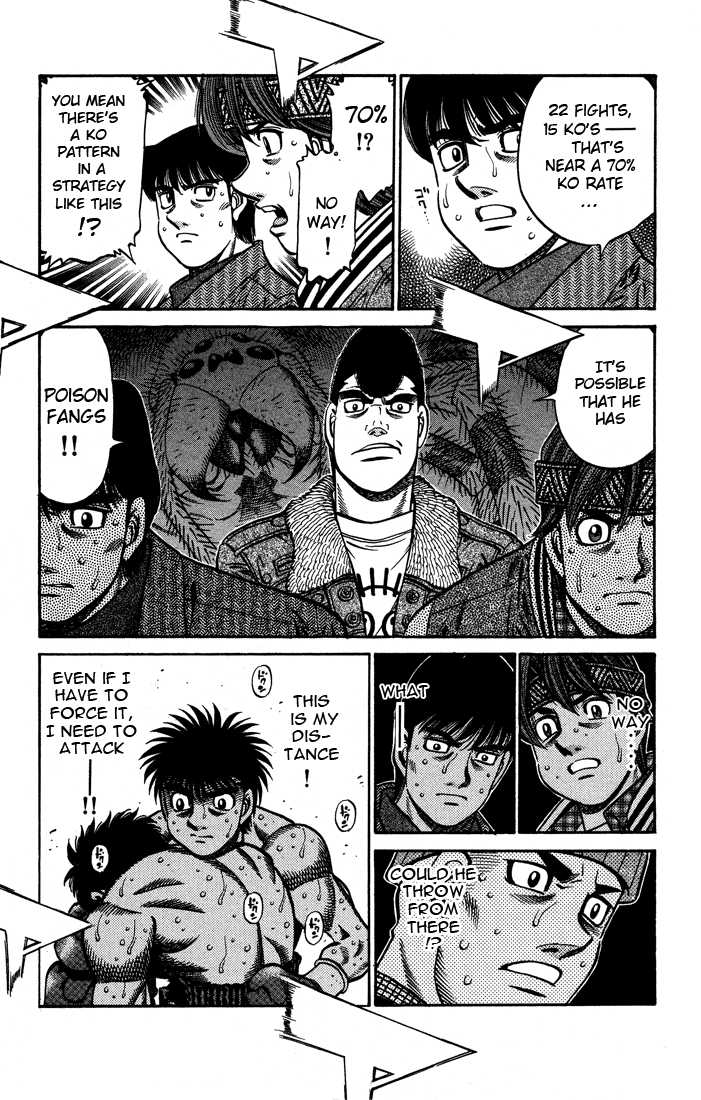 22 FIGHTS,
15 KO'S —
THAT'S
NEAR A 70%
KO RATE
...
70%
!?
NO
WAY!
!
YOU MEAN
THERE'S
A KO
PATTERN
IN A
STRATEGY
LIKE THIS
!?
IT'S
POSSIBLE
THAT HE
HAS
POISON
FANGS
!!
NO
WAY
.....
WHAT
COULD HE
THROW
FROM
THERE
!?
THIS
IS MY
DIS-
TANCE
!
EVEN IF I
HAVE TO
FORCE IT,
I NEED TO
ATTACK
!!